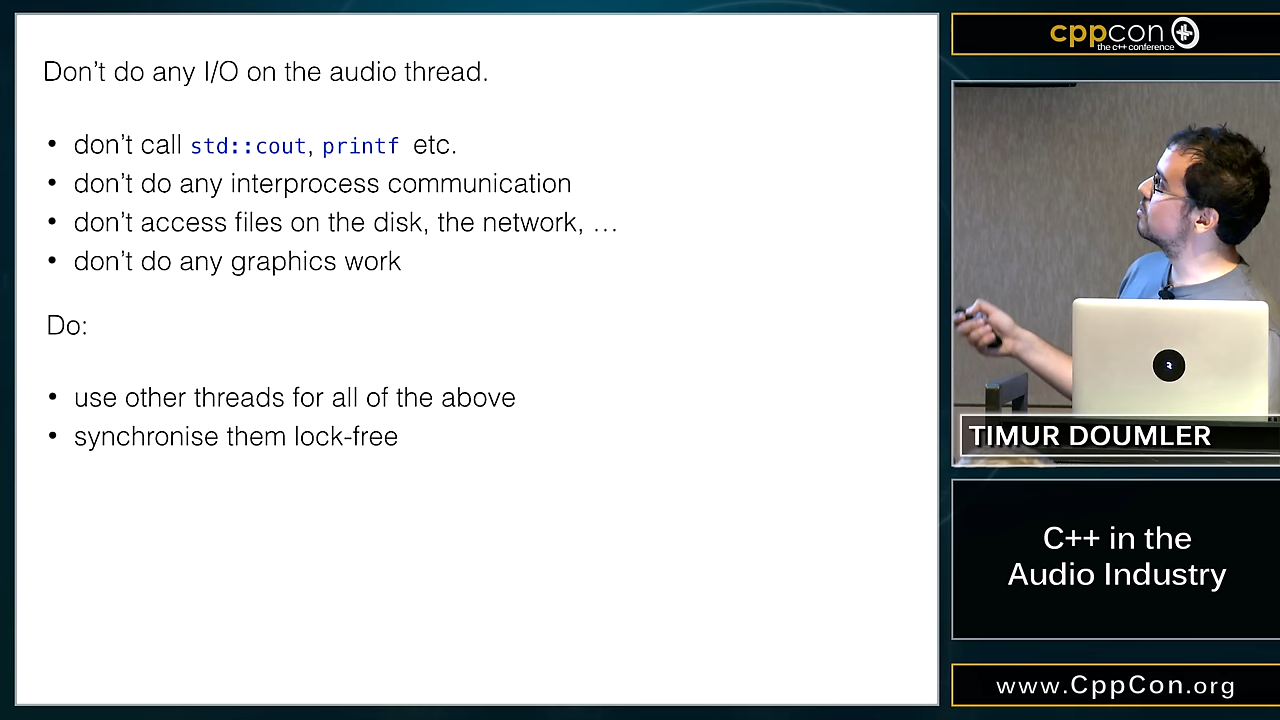 Don’t do any I/O on the audio thread.
• don’t call std::cout, printf etc.
• don’t do any interprocess communication
• don’t access files on the disk, the network, …
• don’t do any graphics work
Do:
• use other threads for all of the above
• synchronise them lock-free
cppcon
the c++ conference
TIMUR DOUMLER
C++ in the
Audio Industry
www.CppCon.org